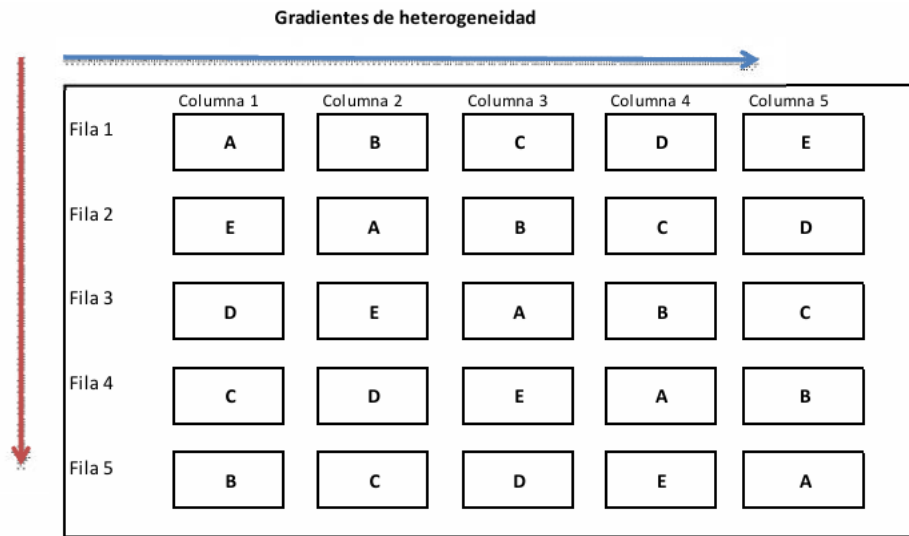 Gradientes de heterogeneidad
Columna 1 Columna 2 Columna 3 Columna 4 Columna 5
Fila 1 A B C D E
Fila 2 E A B C D
Fila 3 D E A B C
Fila 4 C D E A B
Fila 5 B C D E A